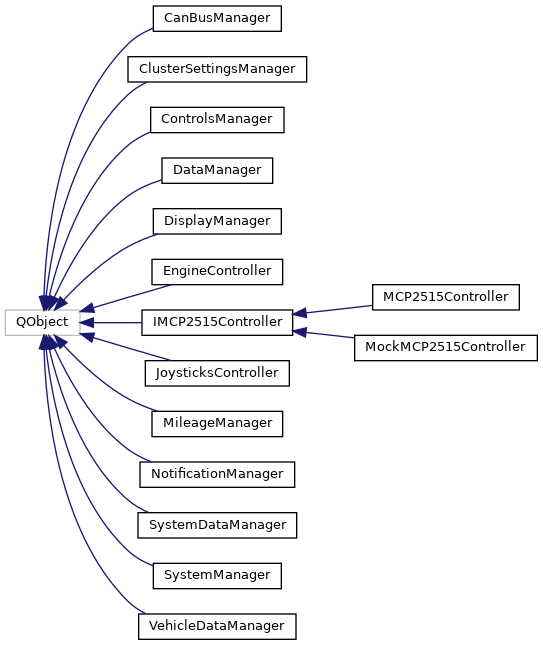 CanBusManager
ClusterSettingsManager
ControlsManager
DataManager
DisplayManager
EngineController
MCP2515Controller
QObject
IMCP2515Controller
MockMCP2515Controller
JoysticksController
MileageManager
NotificationManager
SystemDataManager
SystemManager
VehicleDataManager